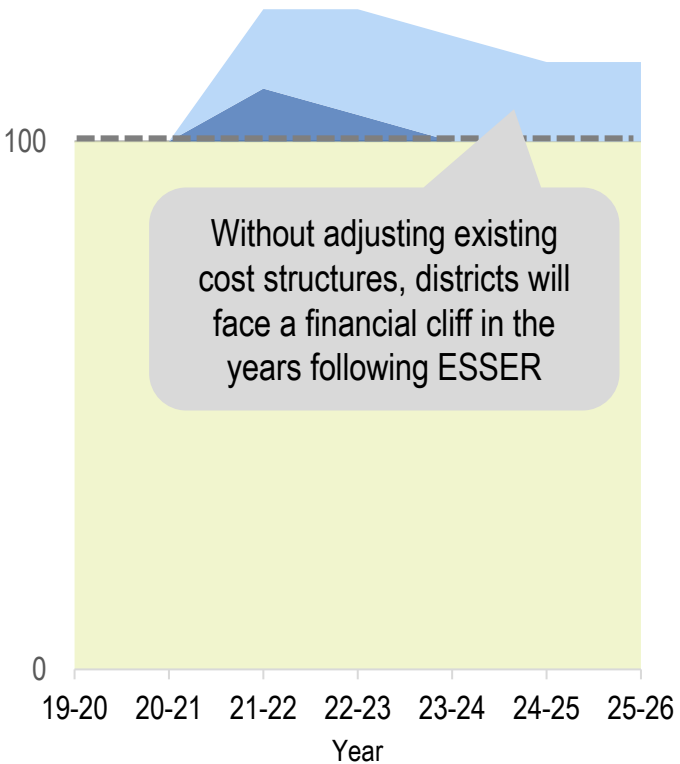 100
Without adjusting existing
cost structures, districts will
face a financial cliff in the
years following ESSER
0
19-20 20-21 21-22 22-23 23-24 24-25 25-26
Year